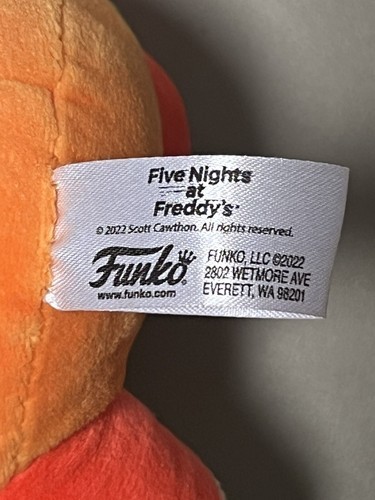 Five Nights
at
Freddy's™
© 2022 Scott Cawthon. All rights reserved.
Funko®
www.funko.com
FUNKO, LLC ©2022
2802 WETMORE AVE
EVERETT, WA 98201